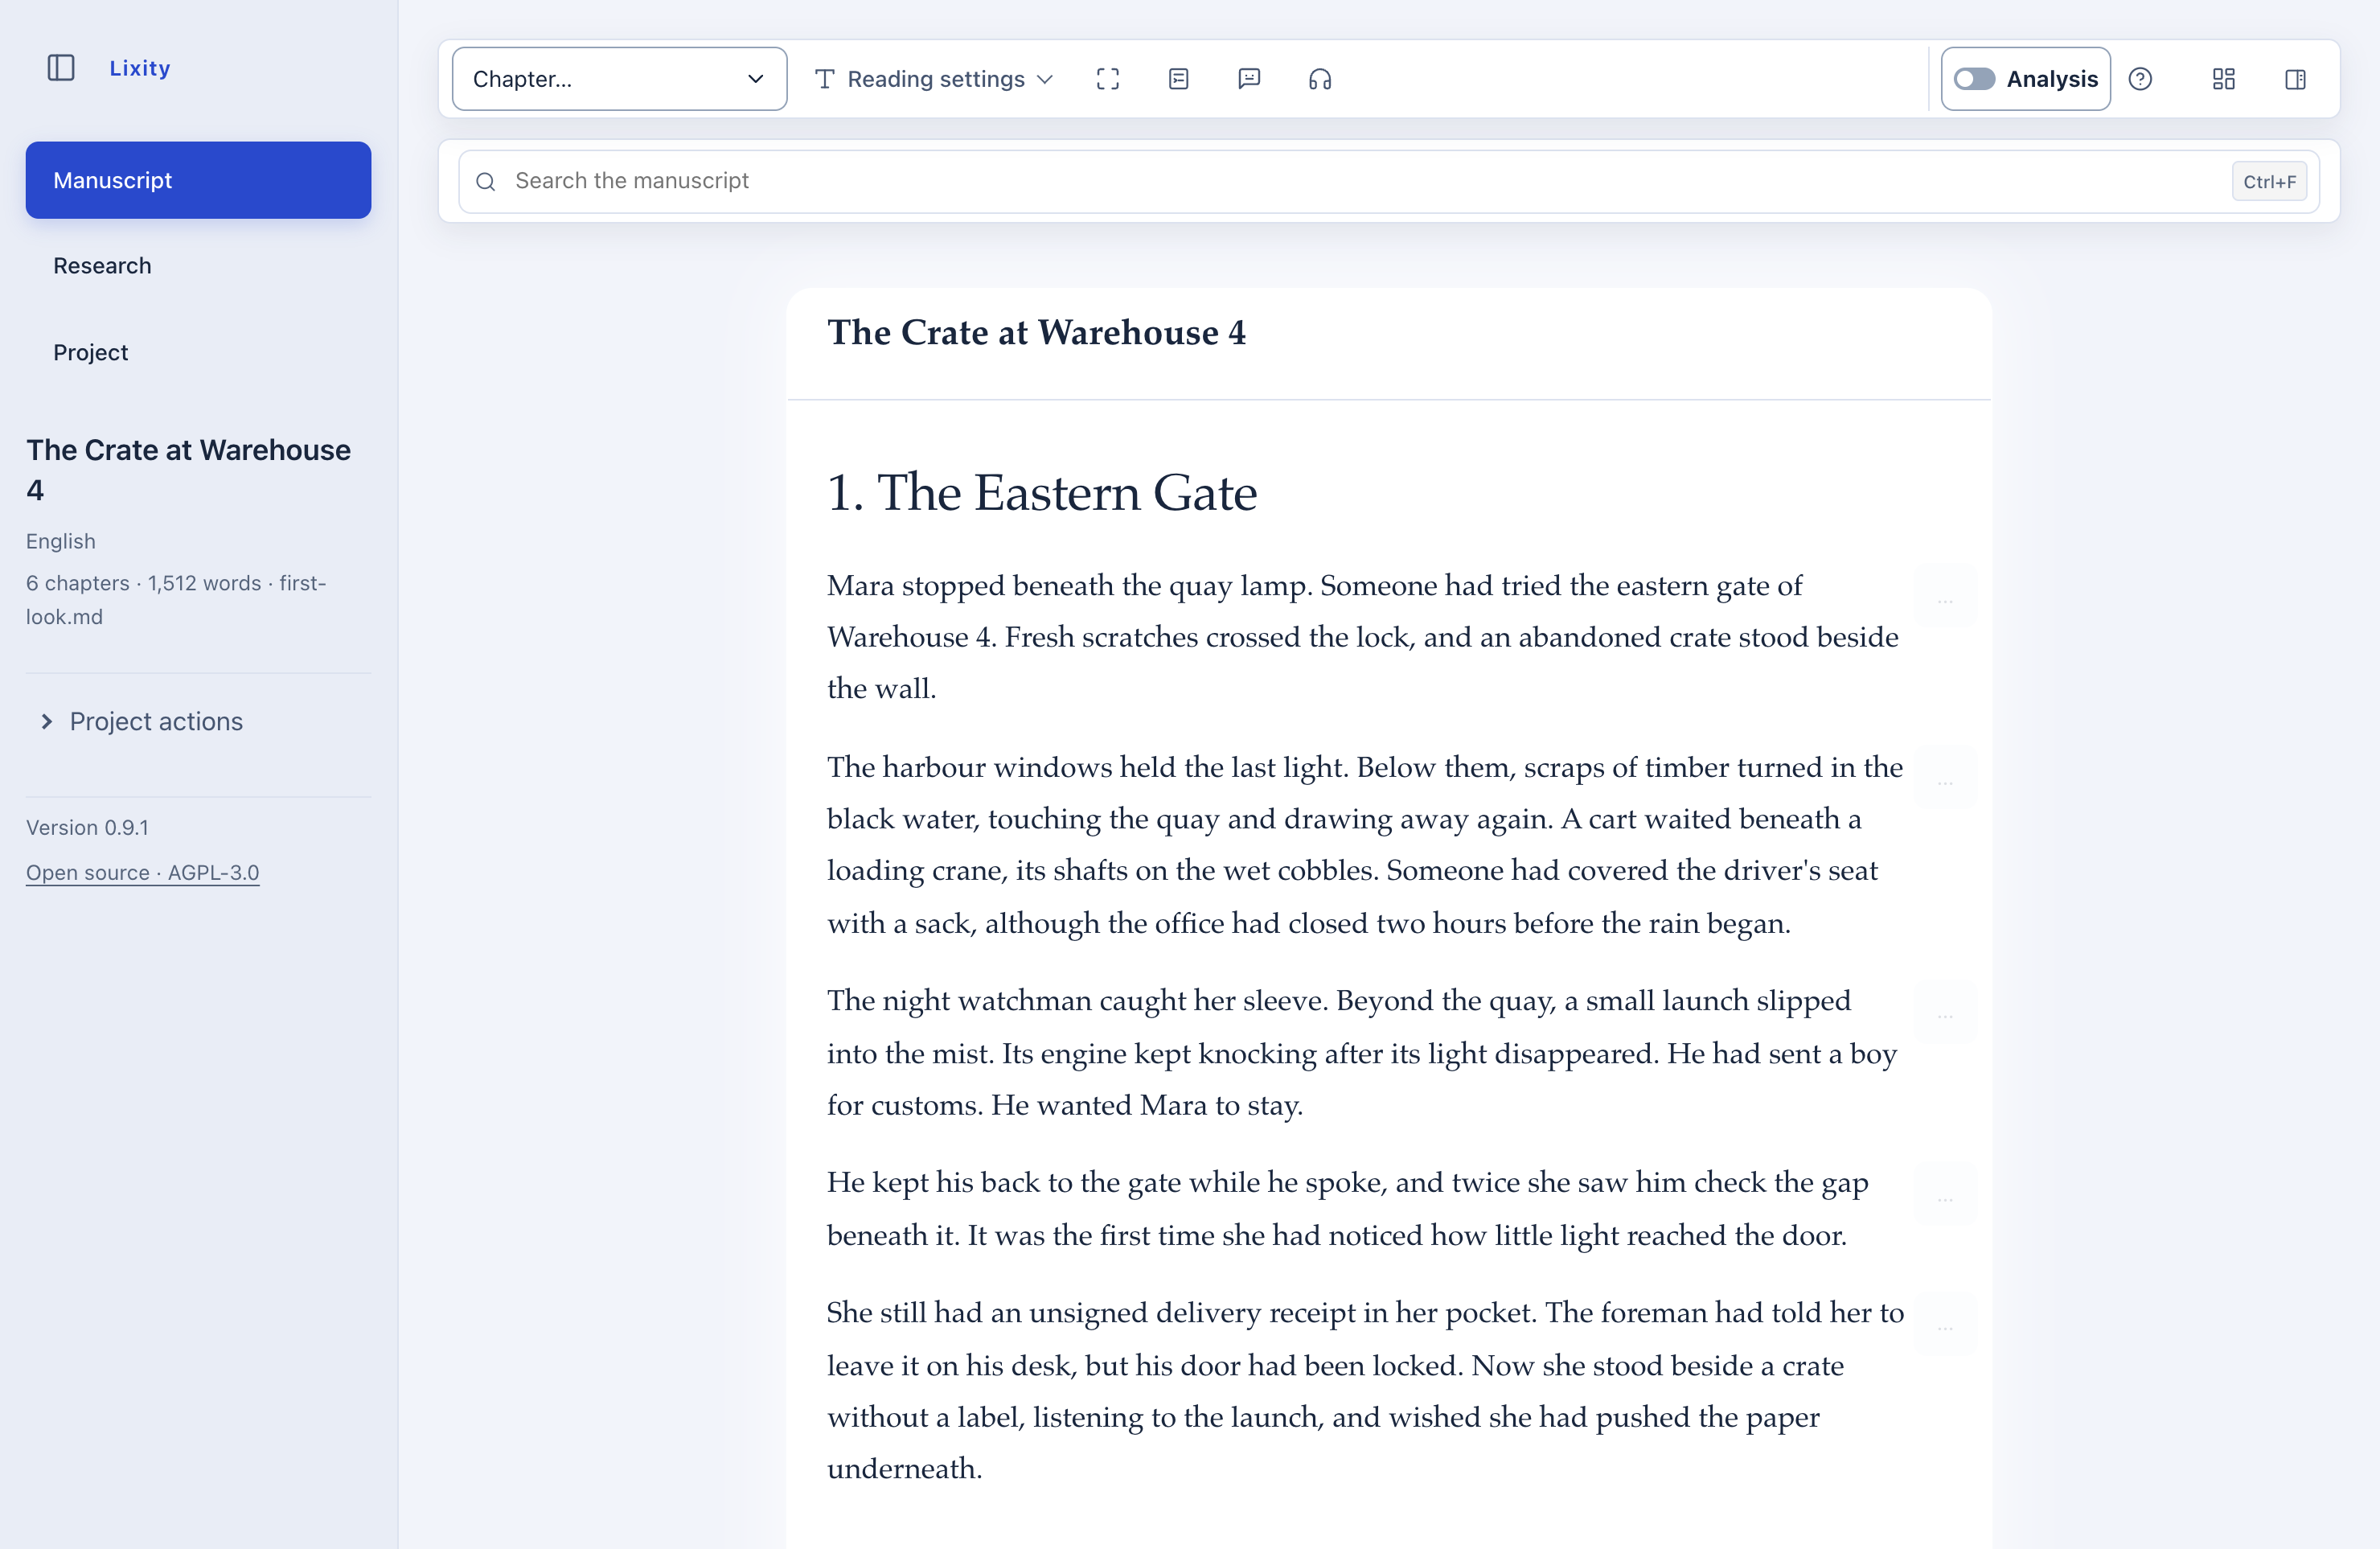 Lixity
Manuscript
Research
Project
The Crate at Warehouse
4
English
6 chapters · 1,512 words · first-
look.md
Project actions
Version 0.9.1
Open source · AGPL-3.0
Chapter...
Reading settings
Analysis
Search the manuscript
Ctrl+F
The Crate at Warehouse 4
1. The Eastern Gate
Mara stopped beneath the quay lamp. Someone had tried the eastern gate of
Warehouse 4. Fresh scratches crossed the lock, and an abandoned crate stood beside
the wall.
The harbour windows held the last light. Below them, scraps of timber turned in the
black water, touching the quay and drawing away again. A cart waited beneath a
loading crane, its shafts on the wet cobbles. Someone had covered the driver's seat
with a sack, although the office had closed two hours before the rain began.
The night watchman caught her sleeve. Beyond the quay, a small launch slipped
into the mist. Its engine kept knocking after its light disappeared. He had sent a boy
for customs. He wanted Mara to stay.
He kept his back to the gate while he spoke, and twice she saw him check the gap
beneath it. It was the first time she had noticed how little light reached the door.
She still had an unsigned delivery receipt in her pocket. The foreman had told her to
leave it on his desk, but his door had been locked. Now she stood beside a crate
without a label, listening to the launch, and wished she had pushed the paper
underneath.